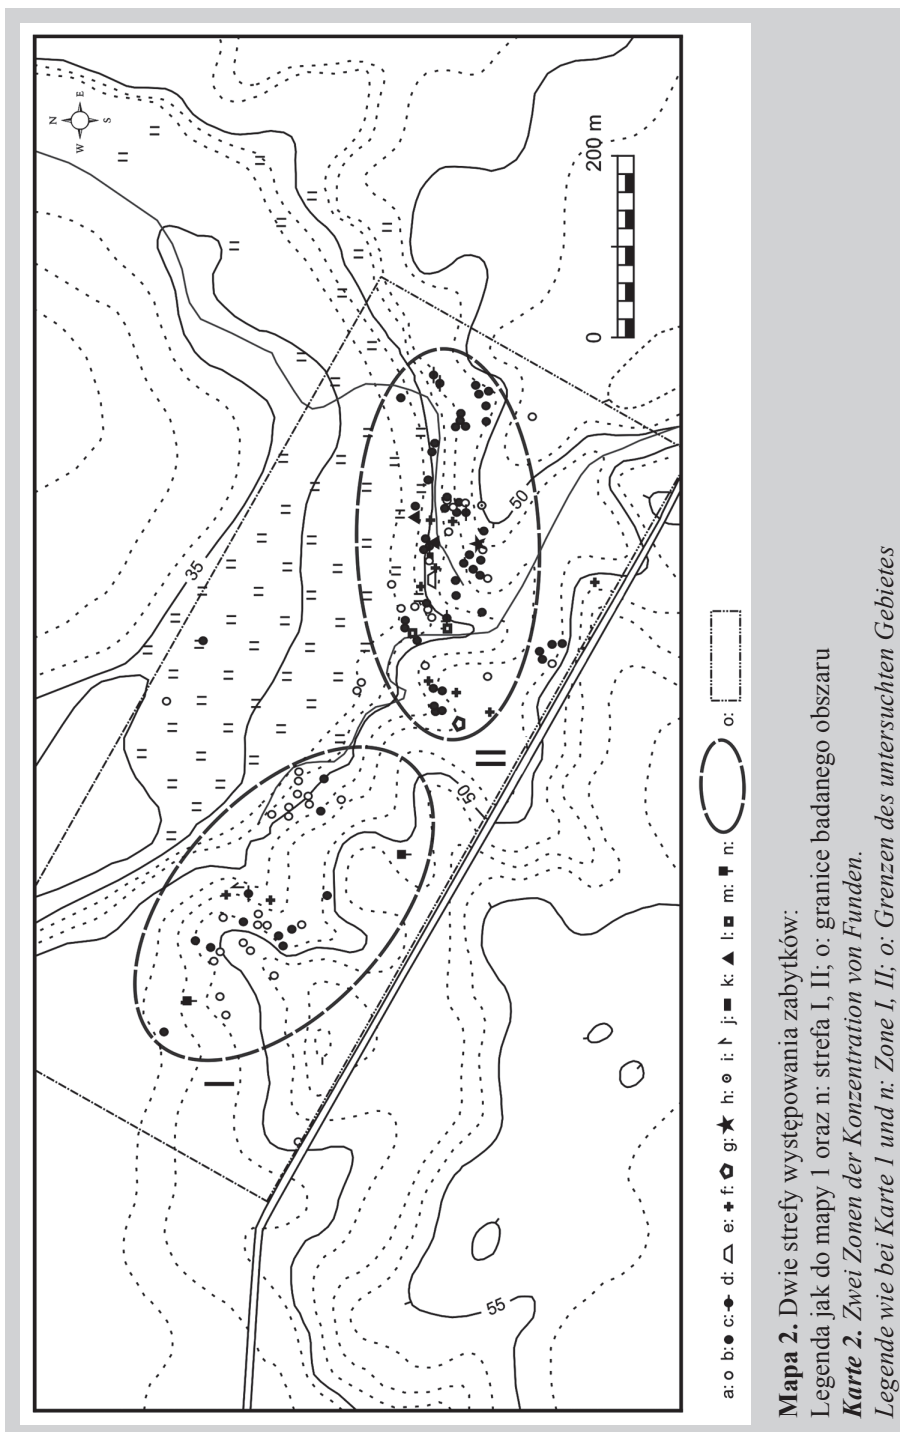 N
E
W
S
35
50
50
55
I
II
0 200 m
a: b: c: d: e: f: g: h: i: j: k: l: m: n: o:
Mapa 2. Dwie strefy występowania zabytków:
Legenda jak do mapy 1 oraz n: strefa I, II; o: granice badanego obszaru
Karte 2. Zwei Zonen der Konzentration von Funden.
Legende wie bei Karte 1 und n: Zone I, II; o: Grenzen des untersuchten Gebietes